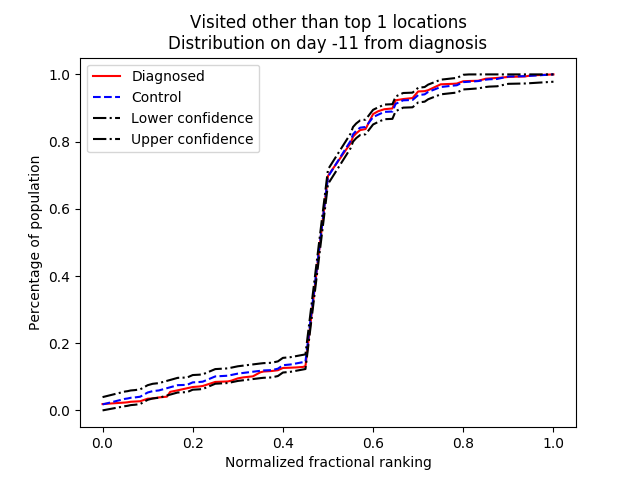 Visited other than top 1 locations
Distribution on day -11 from diagnosis
Diagnosed
Control
Lower confidence
Upper confidence
Percentage of population
1.0
0.8
0.6
0.4
0.2
0.0
0.0 0.2 0.4 0.6 0.8 1.0
Normalized fractional ranking